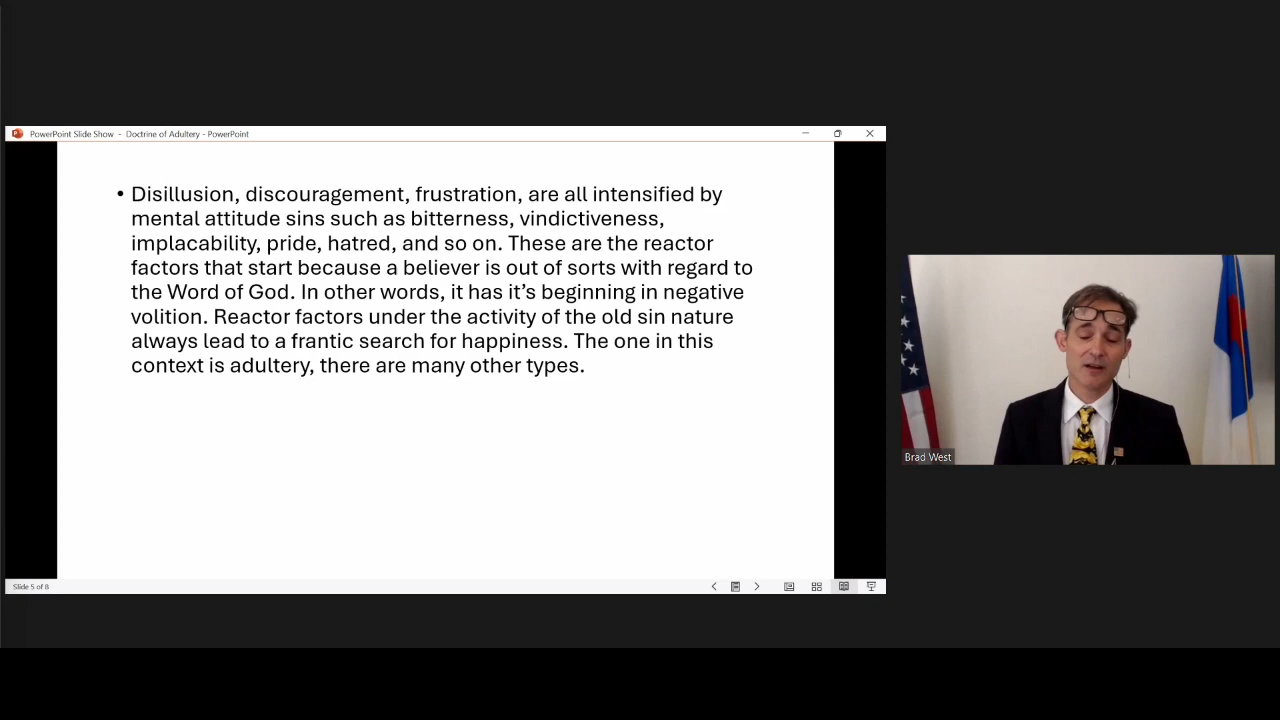 PowerPoint Slide Show - Doctrine of Adultery - PowerPoint
• Disillusion, discouragement, frustration, are all intensified by
mental attitude sins such as bitterness, vindictiveness,
implacability, pride, hatred, and so on. These are the reactor
factors that start because a believer is out of sorts with regard to
the Word of God. In other words, it has it’s beginning in negative
volition. Reactor factors under the activity of the old sin nature
always lead to a frantic search for happiness. The one in this
context is adultery, there are many other types.
Brad West
Slide 5 of 8